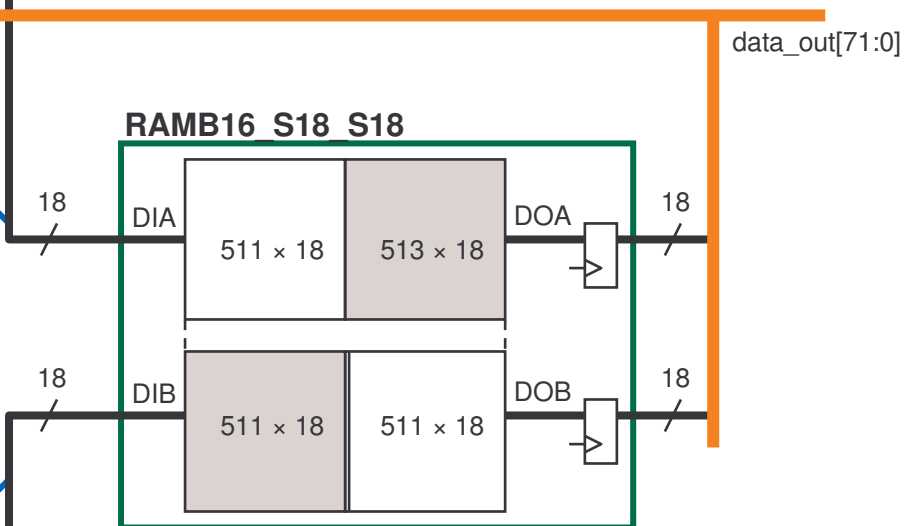 data_out[71:0]
RAMB16_S18_S18
18
DIA
511 × 18
513 × 18
DOA
18
18
DIB
511 × 18
511 × 18
DOB
18